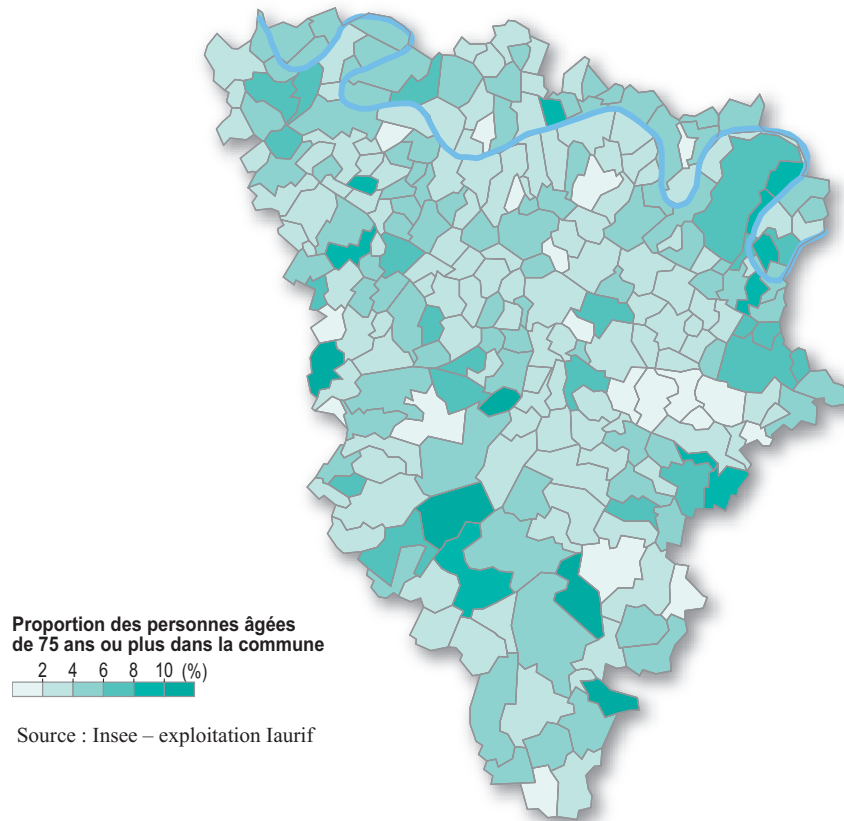 Proportion des personnes âgées
de 75 ans ou plus dans la commune
2 4 6 8 10 (%)
Source : Insee – exploitation Iaurif